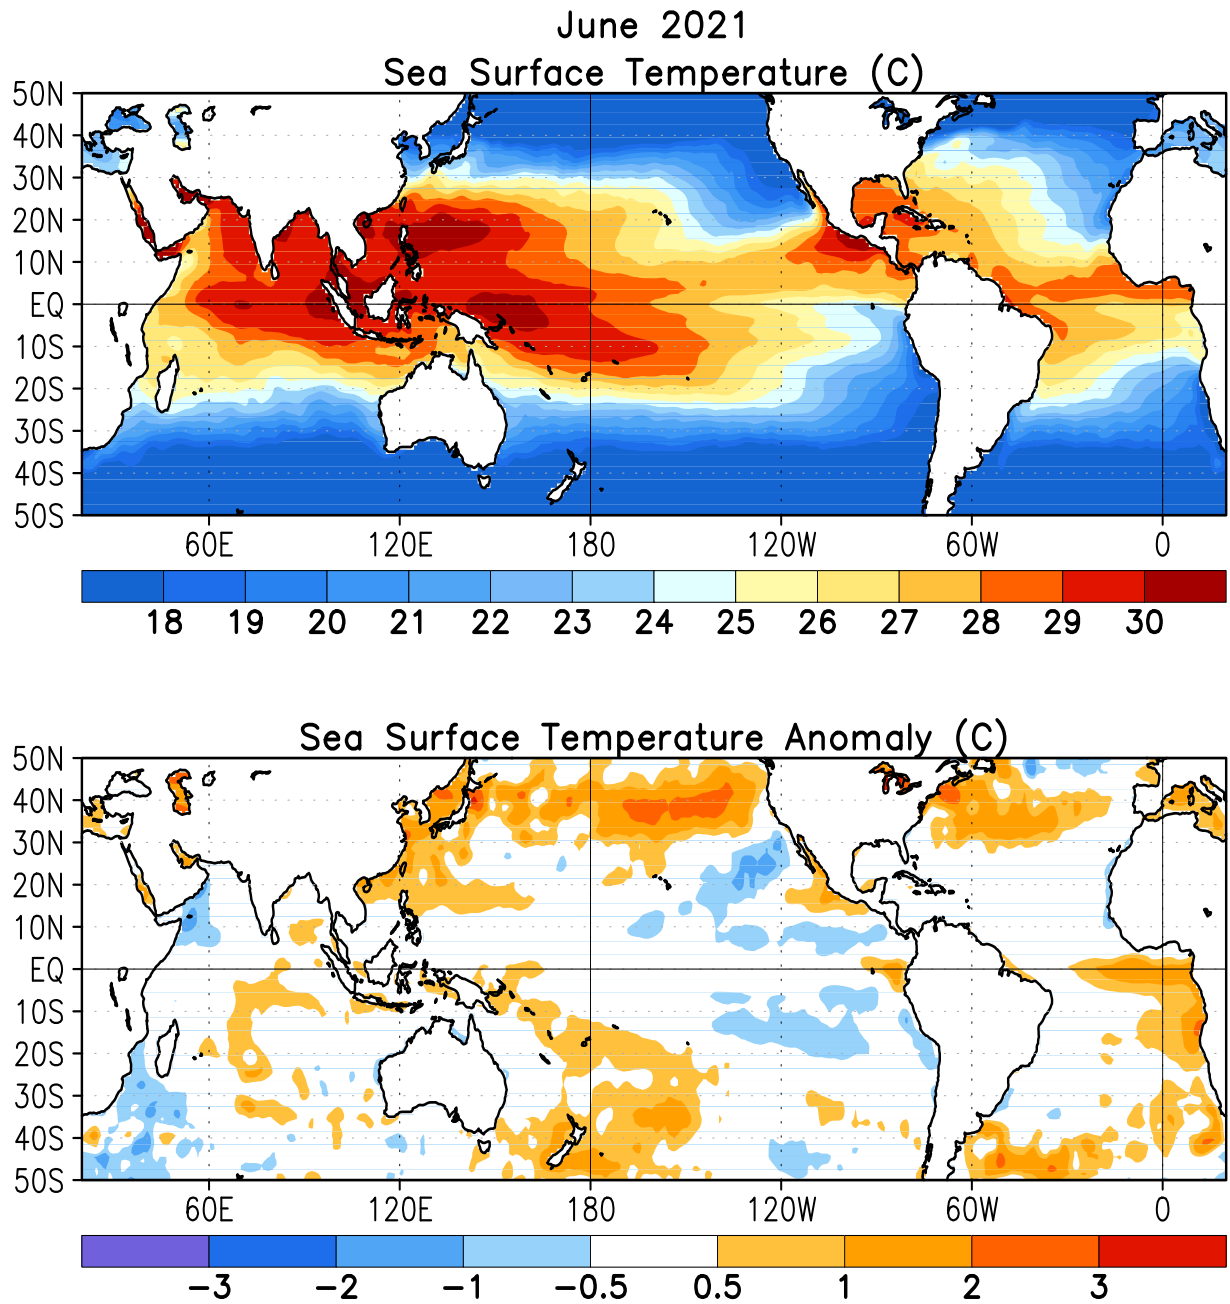 June 2021
Sea Surface Temperature (C)
50N
40N
30N
20N
10N
EQ
10S
20S
30S
40S
50S
60E 120E 180 120W 60W 0
18 19 20 21 22 23 24 25 26 27 28 29 30
Sea Surface Temperature Anomaly (C)
50N
40N
30N
20N
10N
EQ
10S
20S
30S
40S
50S
60E 120E 180 120W 60W 0
−3 −2 −1 −0.5 0.5 1 2 3